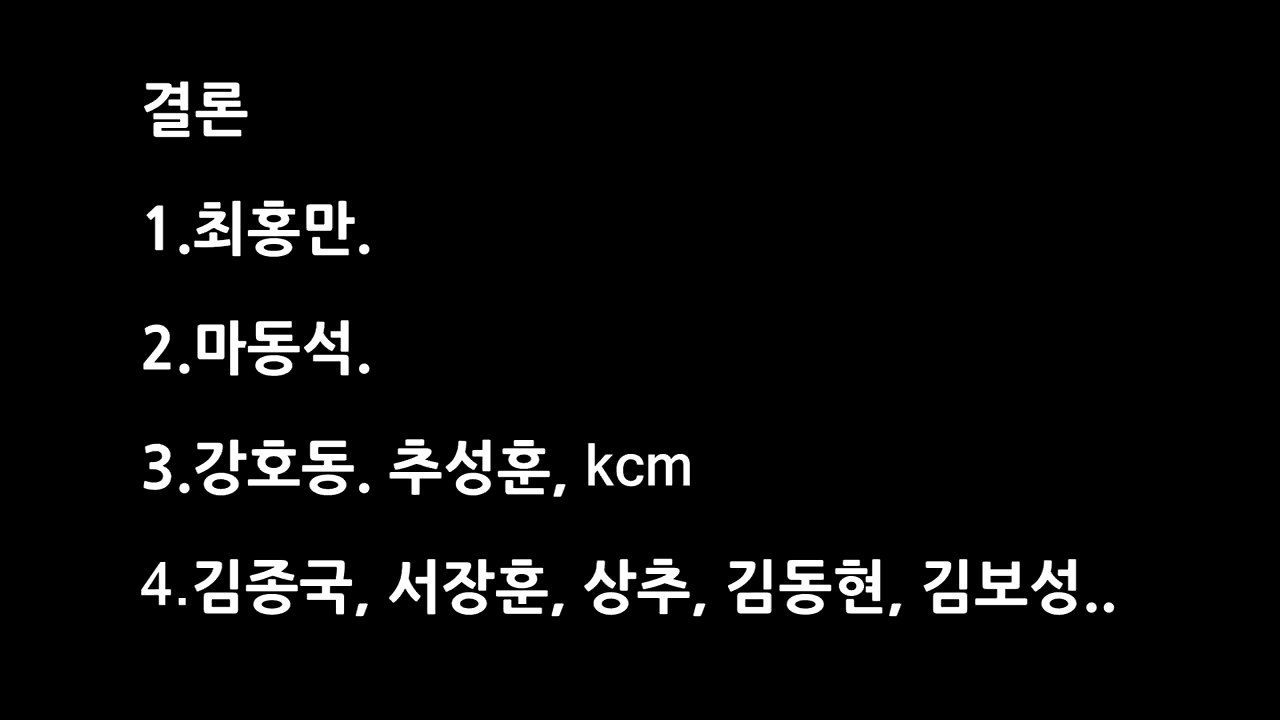 결론
1.최홍만.
2.마동석.
3.강호동. 추성훈, kcm
4.김종국, 서장훈, 상추, 김동현, 김보성..